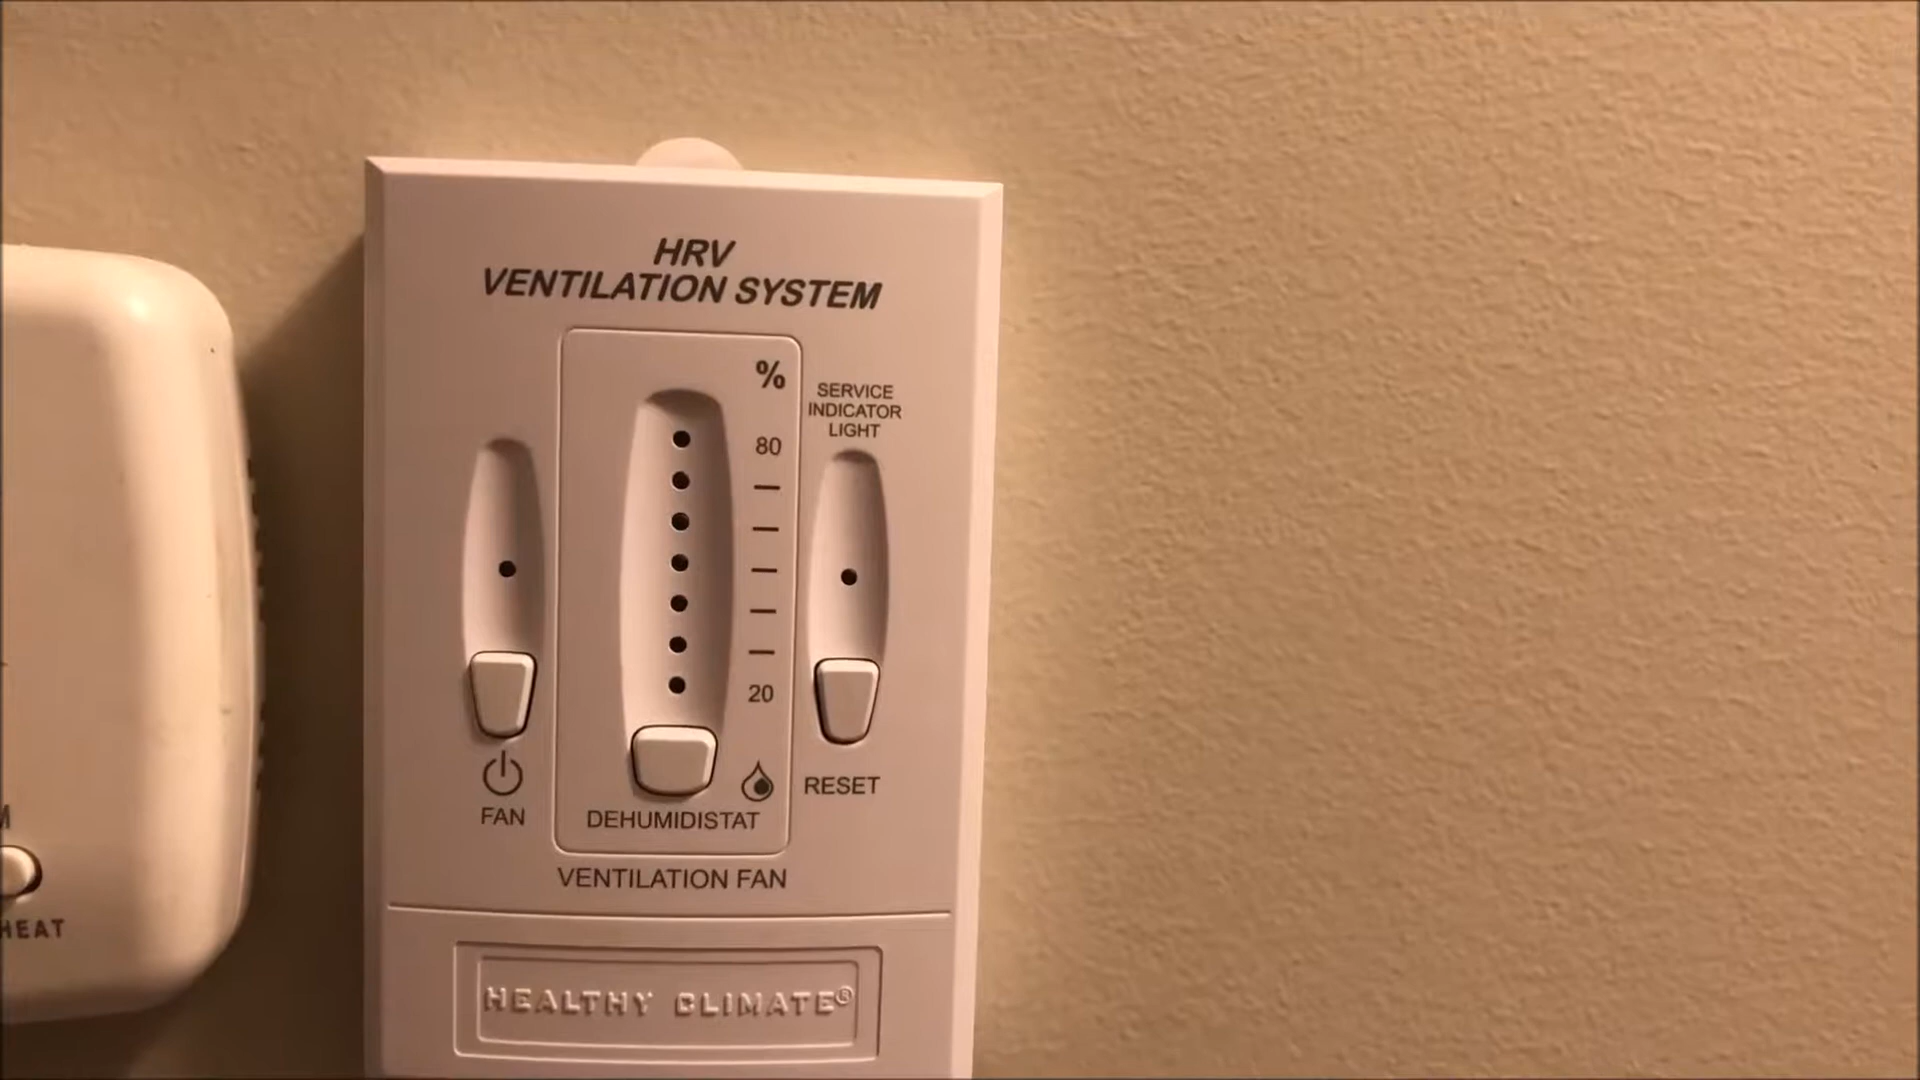 HRV
VENTILATION SYSTEM
%
SERVICE
INDICATOR
LIGHT
80
20
FAN
DEHUMIDISTAT
RESET
VENTILATION FAN
HEALTHY CLIMATE®
M
HEAT